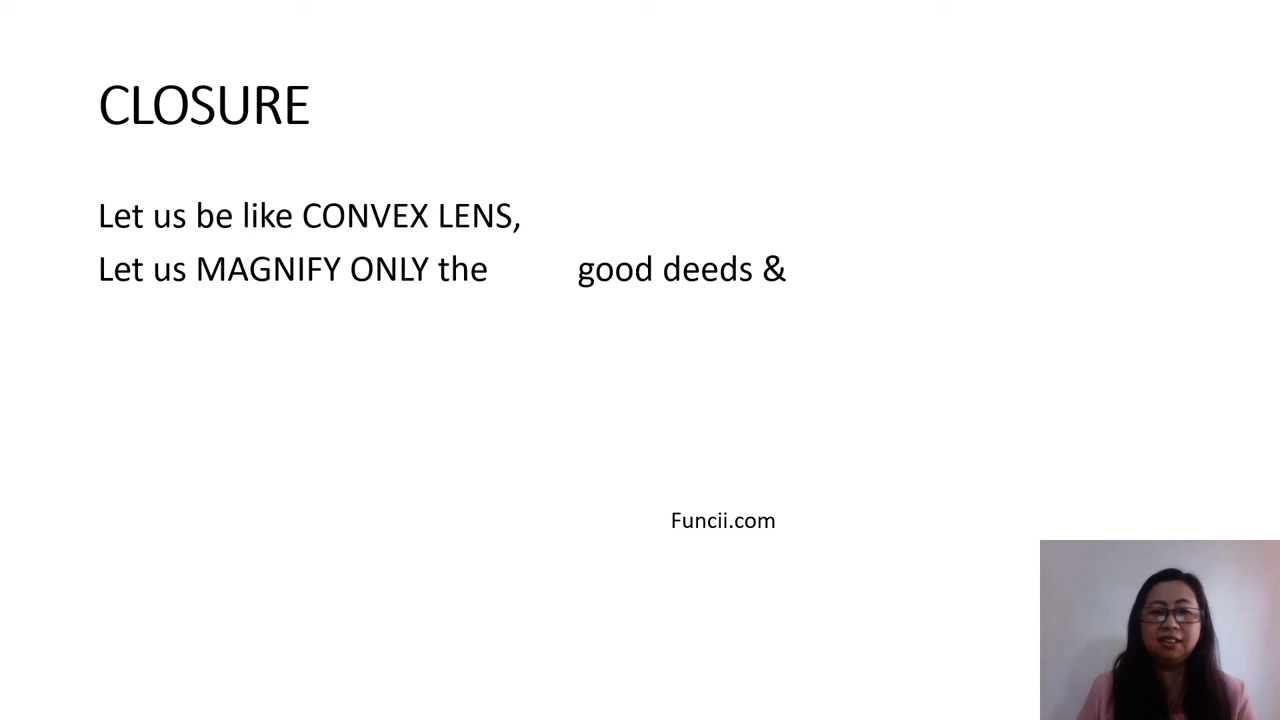 CLOSURE
Let us be like CONVEX LENS,
Let us MAGNIFY ONLY the good deeds &
Funcii.com